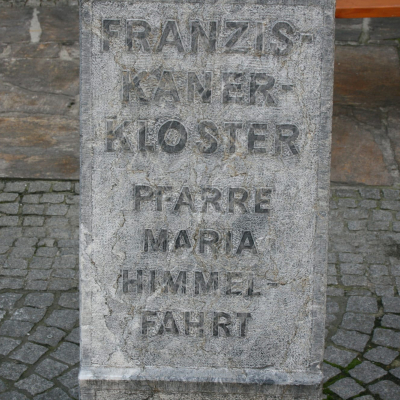 FRANZIS-
KANER-
KLOSTER
PFARRE
MARIA
HIMMEL-
FAHRT